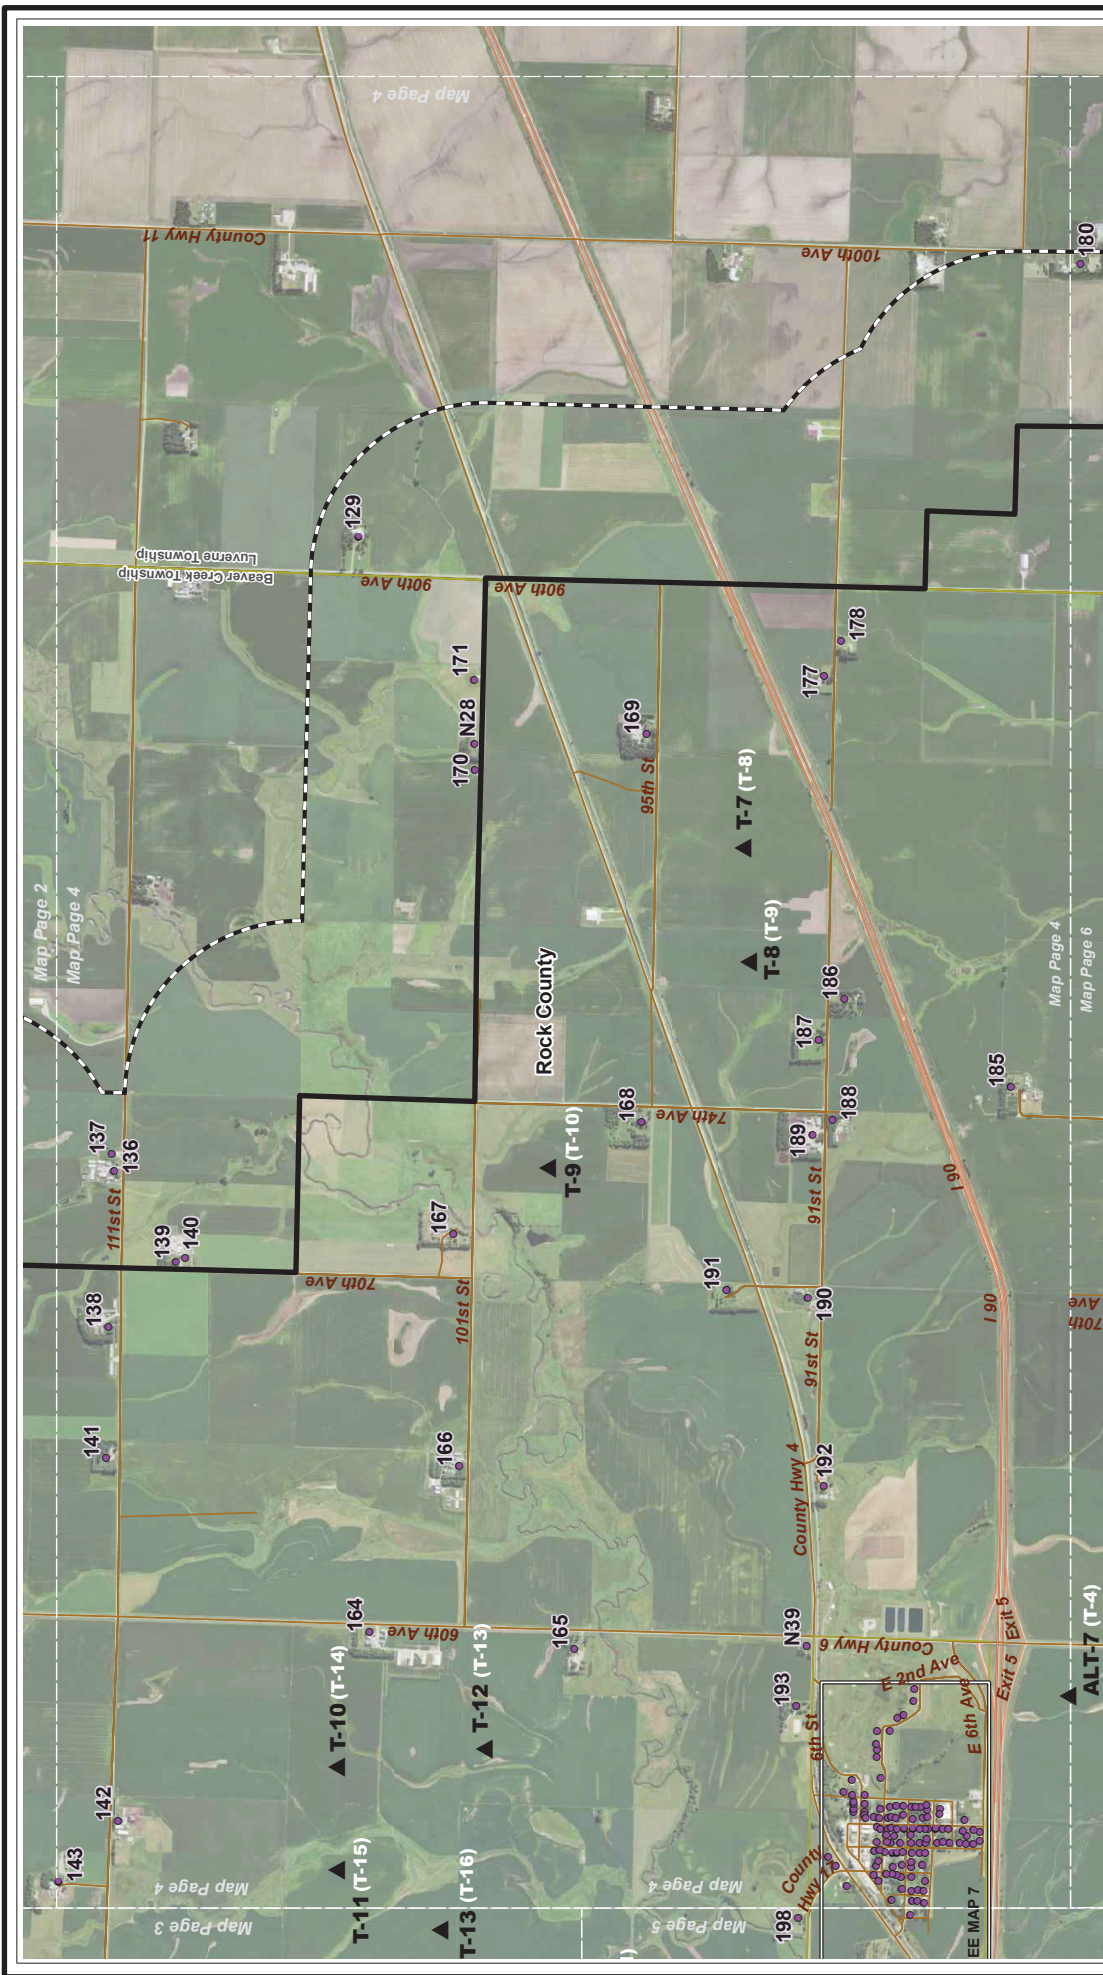 Map Page 4
County Hwy 11
100th Ave
180
129
Luverne Township
Beaver Creek Township
90th Ave
90th Ave
171
N28
170
169
95th St
178
177
T-7 (T-8)
Map Page 2
Map Page 4
T-8 (T-9)
186
187
Rock County
Map Page 4
Map Page 6
185
137
136
111st St
139
140
138
168
74th Ave
T-9 (T-10)
189
188
91st St
I 90
167
70th Ave
101st St
191
190
91st St
I 90
70th
Ave
141
166
County Hwy 4
192
164
60th Ave
165
N39
County Hwy 6
Exit 5
Exit 5
T-10 (T-14)
T-12 (T-13)
193
6th St
E 2nd Ave
E 6th Ave
ALT-7 (T-4)
142
143
T-11 (T-15)
T-13 (T-16)
County
Hwy 17
198
Map Page 4
Map Page 3
Map Page 4
Map Page 5
EE MAP 7